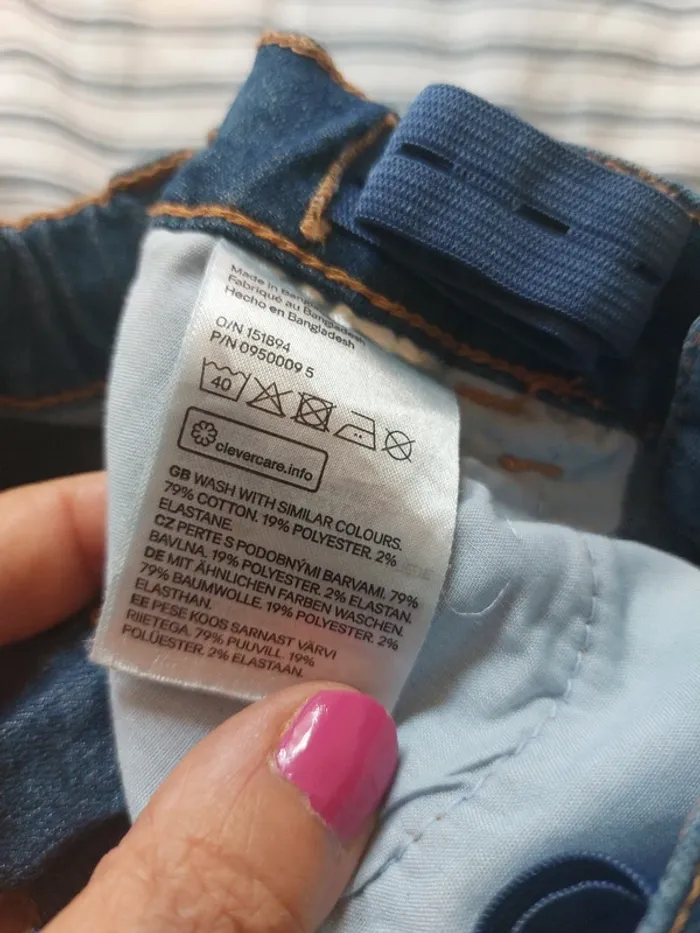 Made in Bangladesh
Fabriqué au Bangladesh
Hecho en Bangladesh
O/N 151894
P/N 0950009 5
40
clevercare.info
GB WASH WITH SIMILAR COLOURS.
79% COTTON. 19% POLYESTER. 2%
ELASTANE.
CZ PERTE S PODOBNÝMI BARVAMI. 79%
BAVLNA. 19% POLYESTER. 2% ELASTAN.
DE MIT ÄHNLICHEN FARBEN WASCHEN.
79% BAUMWOLLE. 19% POLYESTER. 2%
ELASTHAN.
EE PESE KOOS SARNAST VÄRVI
RIIETEGA. 79% PUUVILL. 19%
POLÜESTER. 2% ELASTAAN.